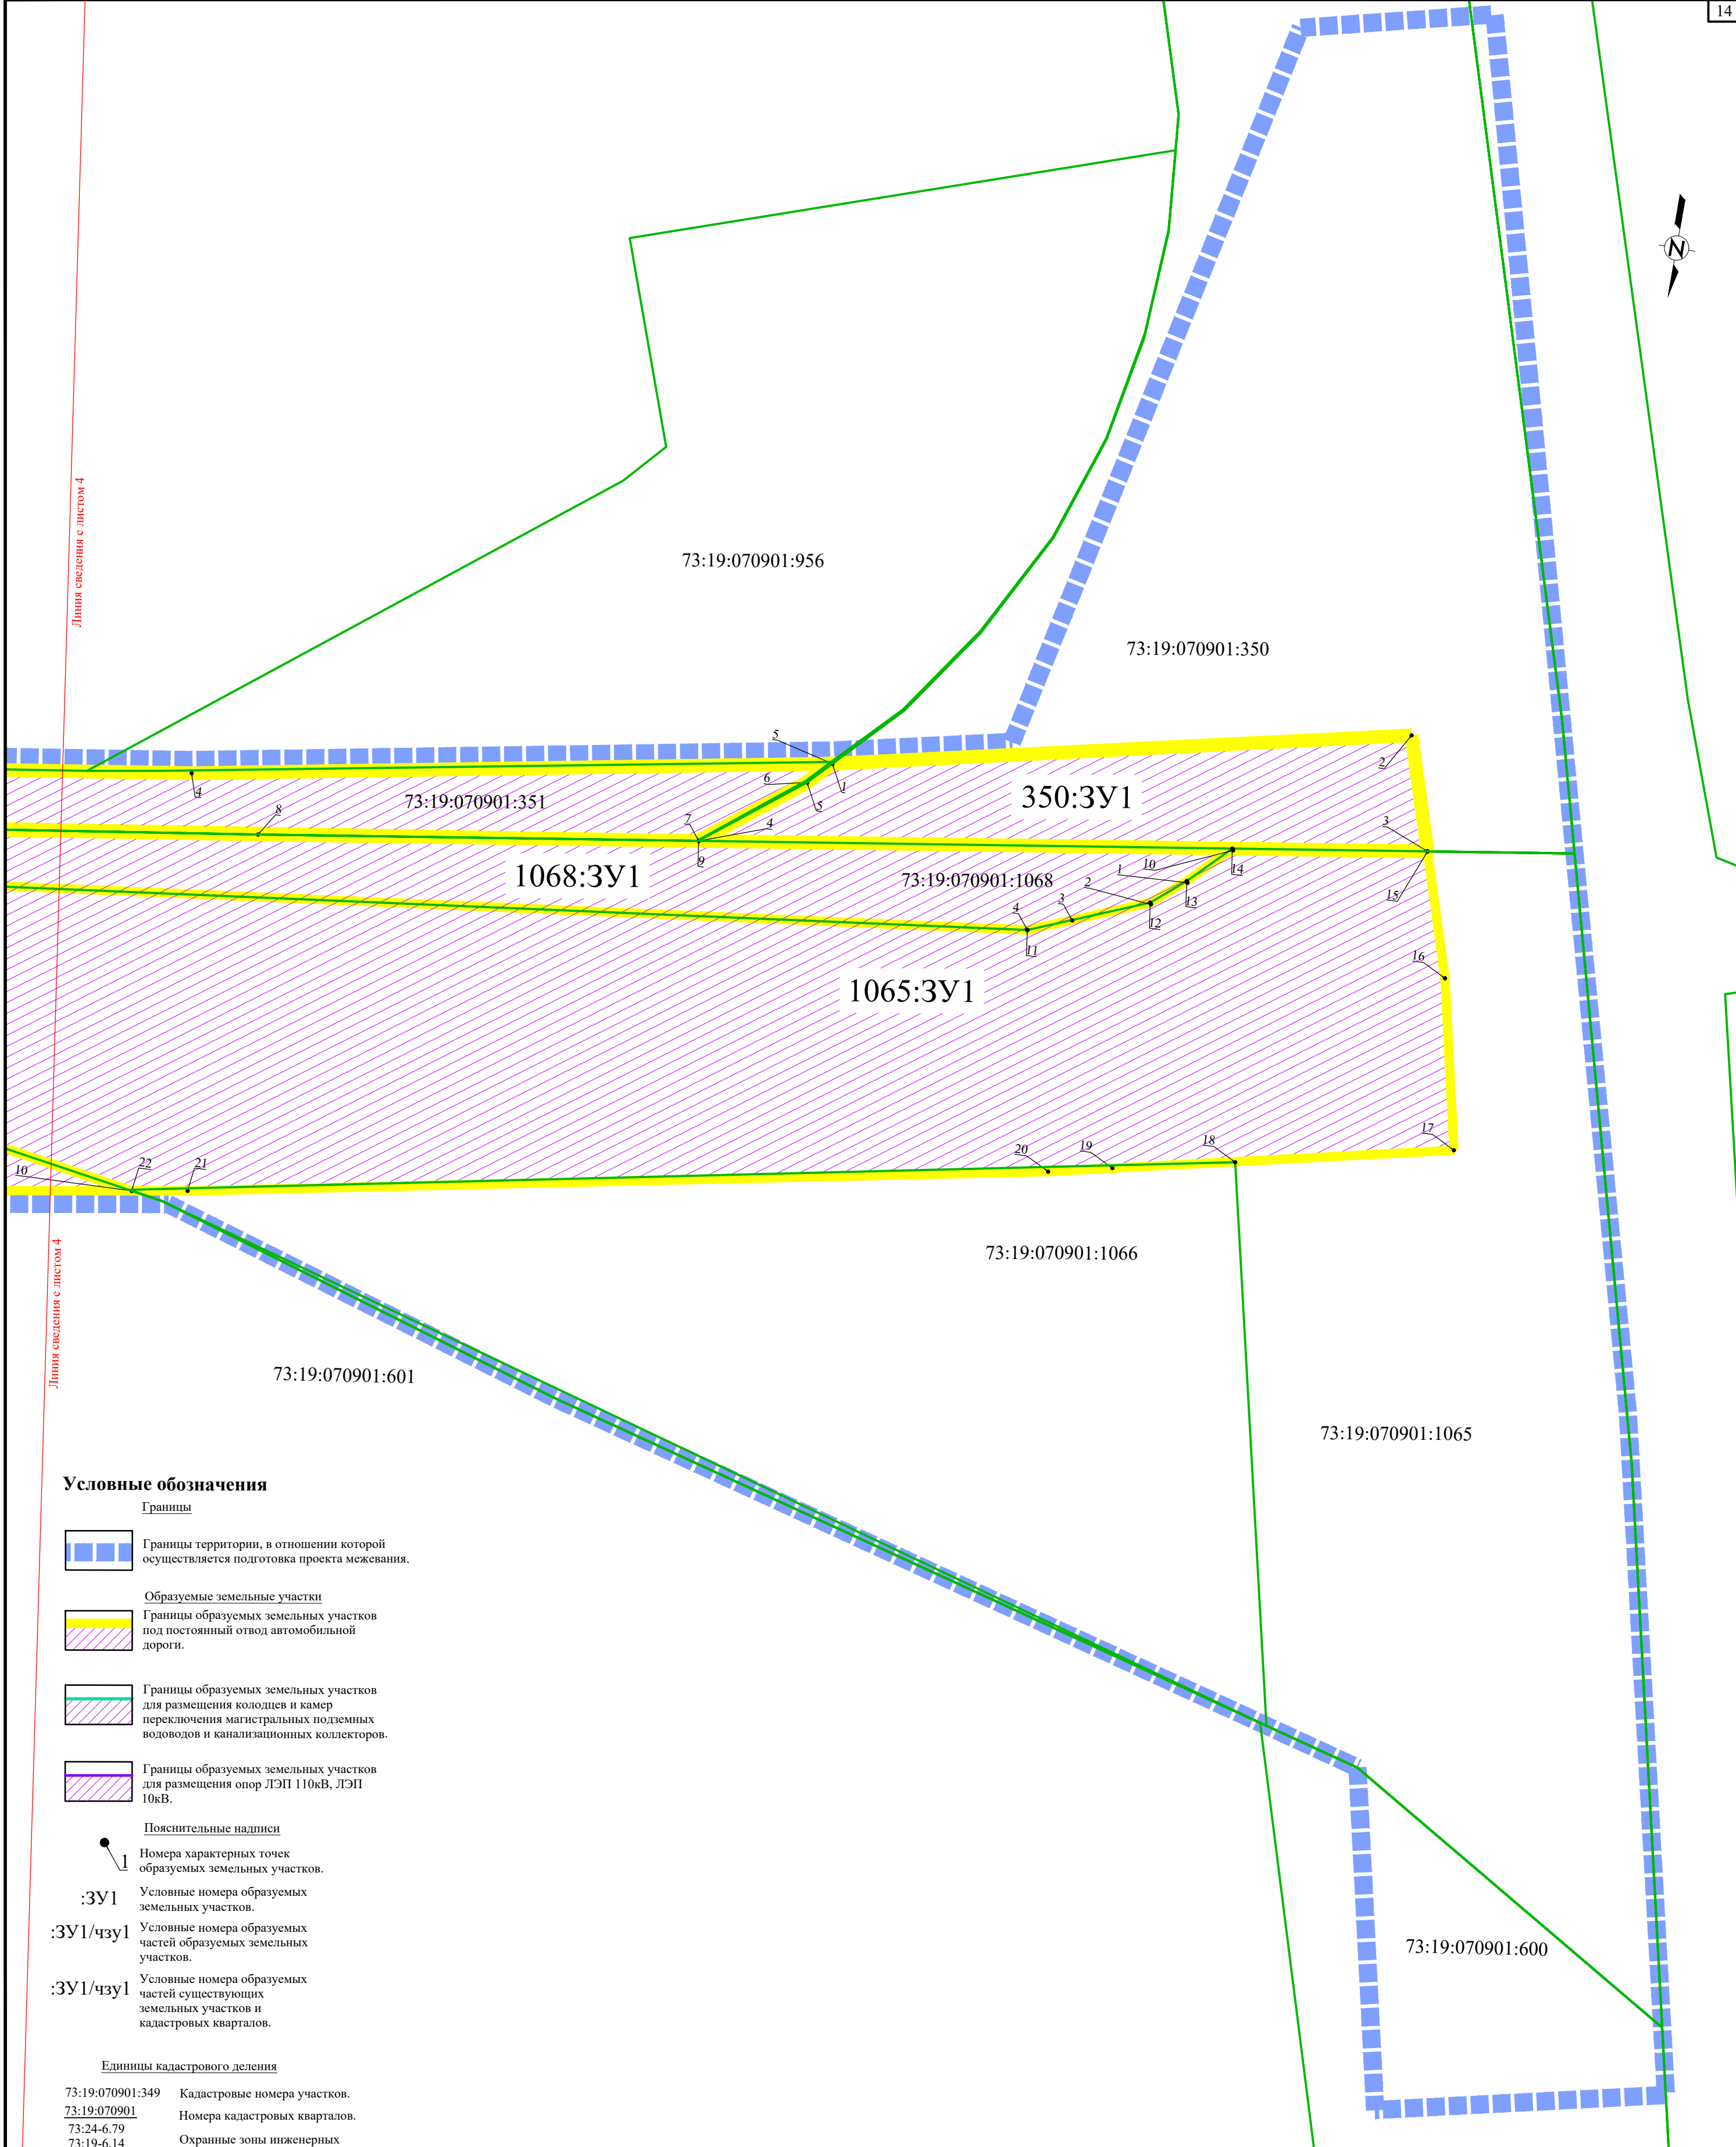 14
N
Линия сведения с листом 4
73:19:070901:956
73:19:070901:350
5
6
4
5
1
2
73:19:070901:351
350:ЗУ1
8
7
4
9
3
1068:ЗУ1
73:19:070901:1068
1
10
14
2
13
15
4
3
12
11
16
1065:ЗУ1
10
22
21
20
19
18
17
Линия сведения с листом 4
73:19:070901:1066
73:19:070901:601
73:19:070901:1065
73:19:070901:600
Условные обозначения
Границы
Границы территории, в отношении которой
осуществляется подготовка проекта межевания.
Образуемые земельные участки
Границы образуемых земельных участков
под постоянный отвод автомобильной
дороги.
Границы образуемых земельных участков
для размещения колодцев и камер
переключения магистральных подземных
водоводов и канализационных коллекторов.
Границы образуемых земельных участков
для размещения опор ЛЭП 110кВ, ЛЭП
10кВ.
Пояснительные надписи
1
Номера характерных точек
образуемых земельных участков.
:ЗУ1
Условные номера образуемых
земельных участков.
:ЗУ1/чзу1
Условные номера образуемых
частей образуемых земельных
участков.
:ЗУ1/чзу1
Условные номера образуемых
частей существующих
земельных участков и
кадастровых кварталов.
Единицы кадастрового деления
73:19:070901:349 Кадастровые номера участков.
73:19:070901 Номера кадастровых кварталов.
73:24-6.79
73:19-6.14 Охранные зоны инженерных